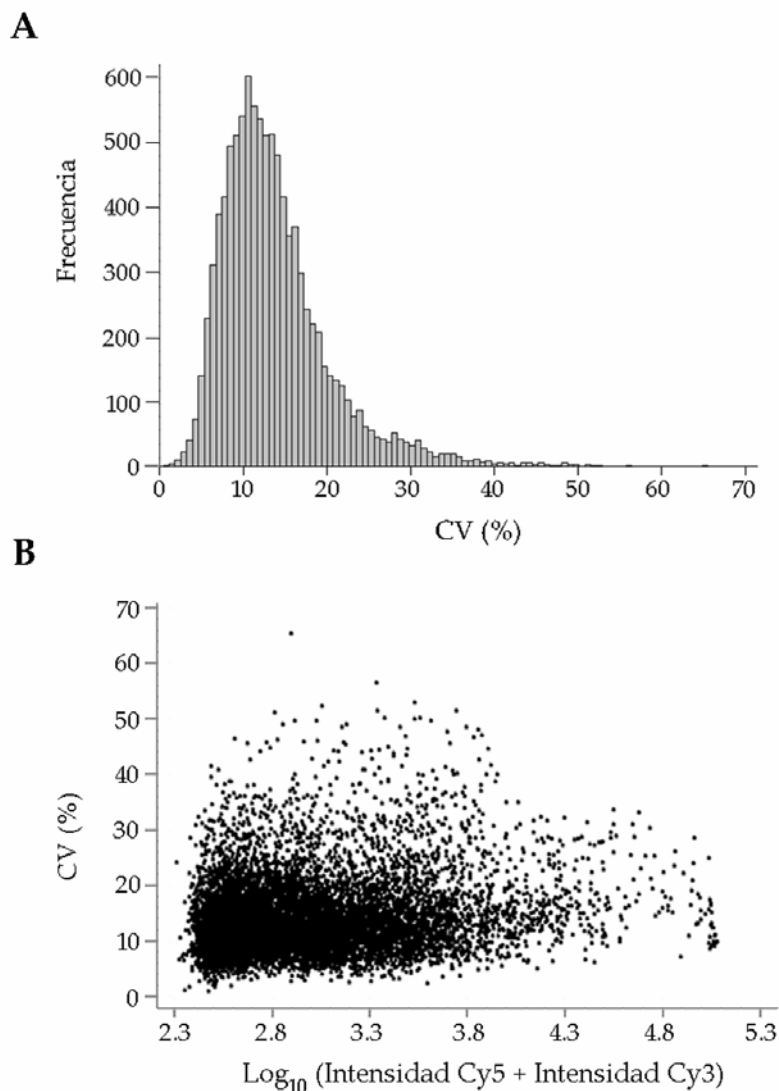 A
600
500
400
300
200
100
0
Frecuencia
0 10 20 30 40 50 60 70
CV (%)
B
70
60
50
40
30
20
10
0
CV (%)
2.3 2.8 3.3 3.8 4.3 4.8 5.3
Log10 (Intensidad Cy5 + Intensidad Cy3)